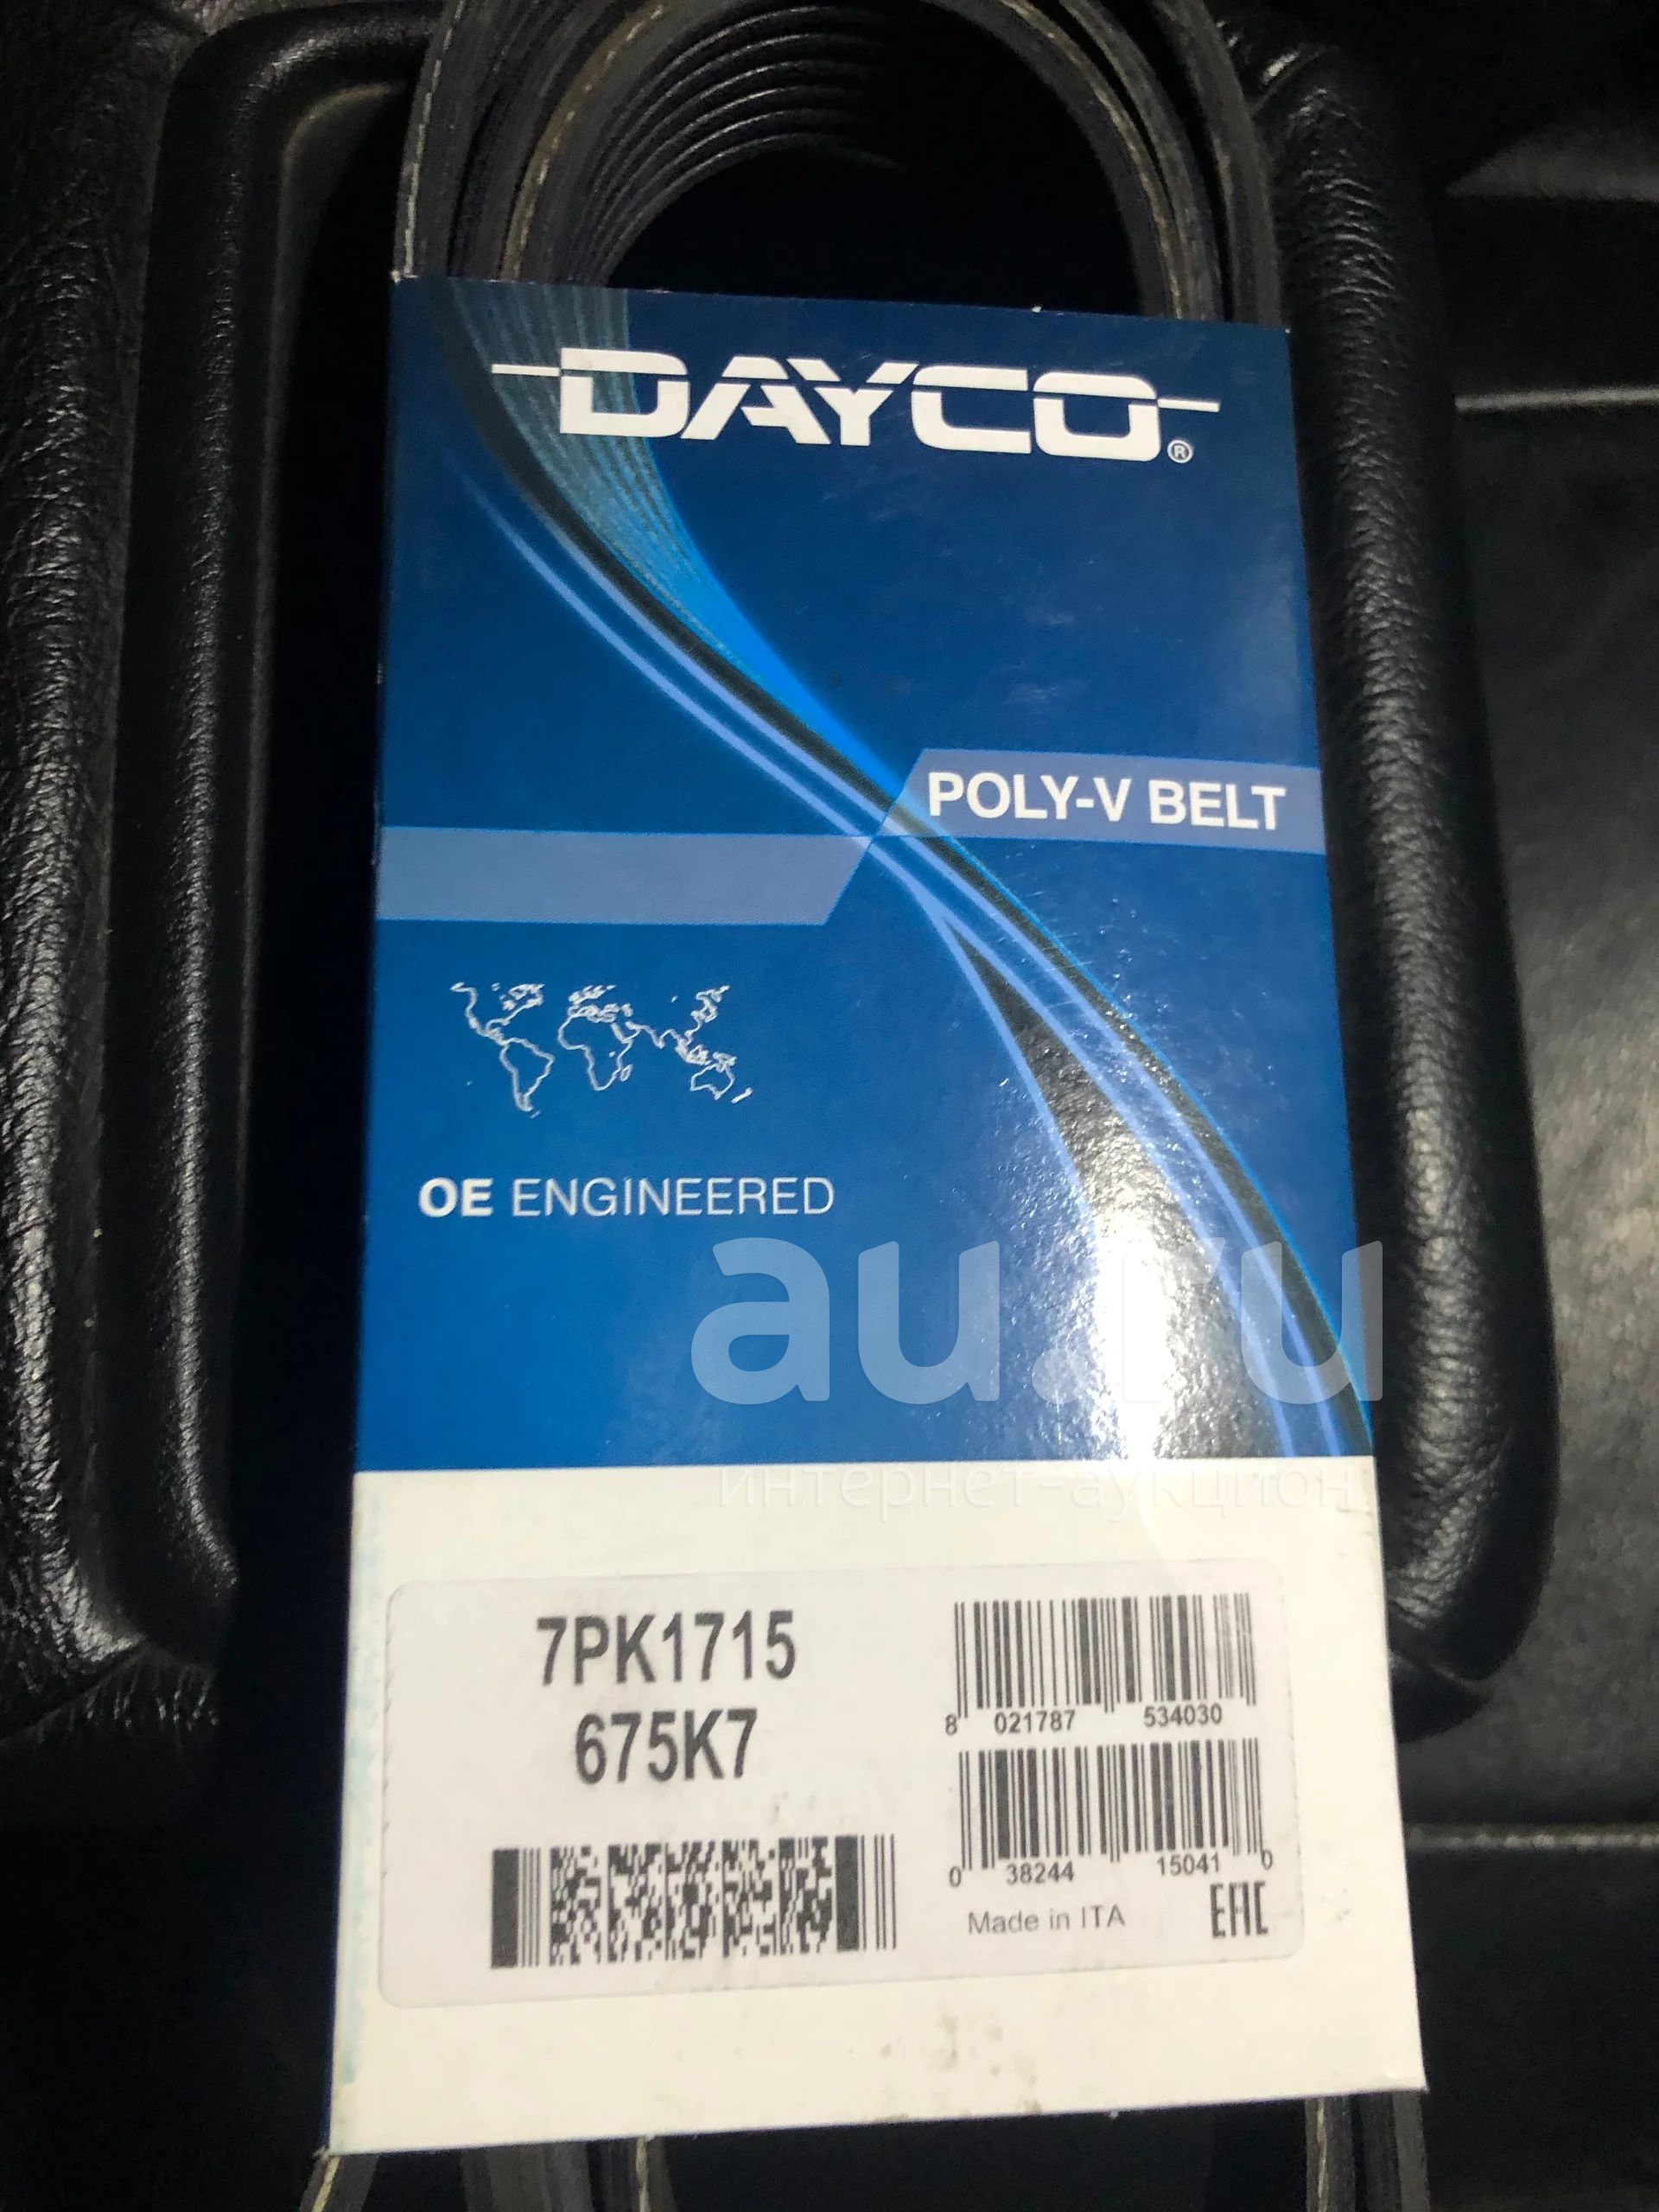 DAYCO®
POLY-V BELT
OE ENGINEERED
au.ru
интернет-аукцион
7PK1715
675K7
8 021787 534030
0 38244 15041 0
Made in ITA
EAC